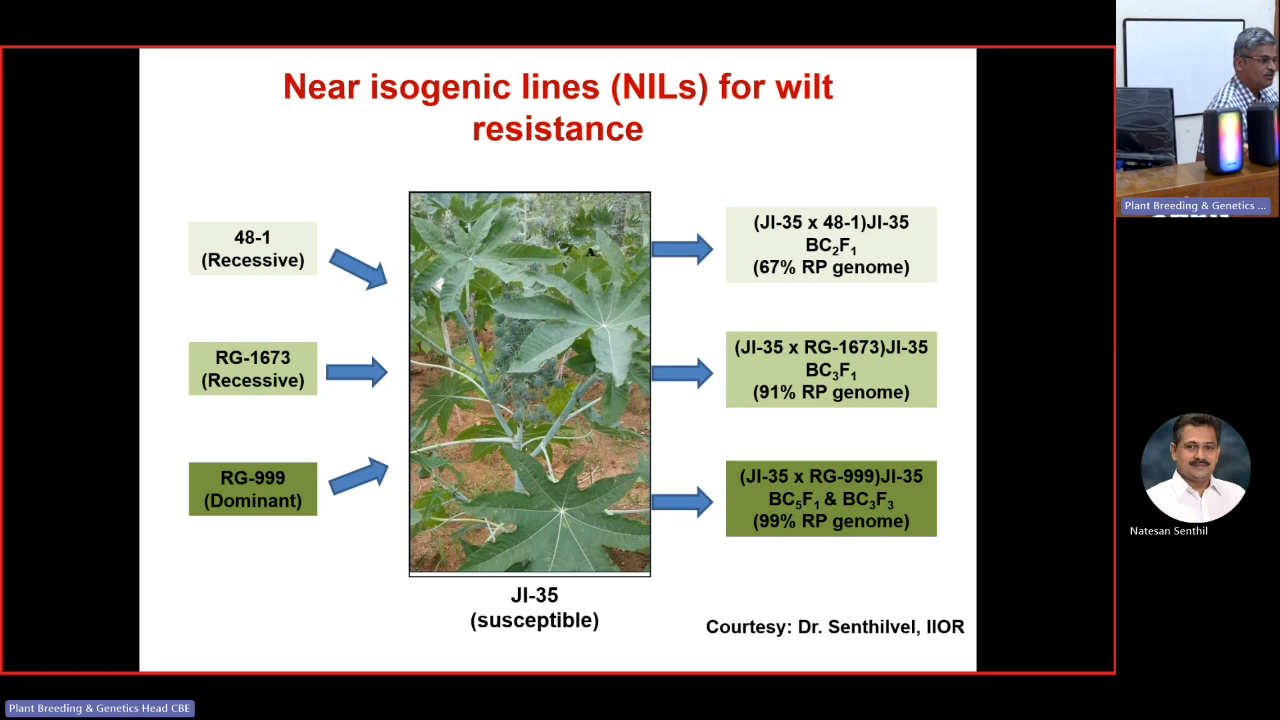 Near isogenic lines (NILs) for wilt
resistance
48-1
(Recessive)
RG-1673
(Recessive)
RG-999
(Dominant)
JI-35
(susceptible)
(JI-35 x 48-1)JI-35
BC₂F₁
(67% RP genome)
(JI-35 x RG-1673)JI-35
BC₃F₁
(91% RP genome)
(JI-35 x RG-999)JI-35
BC₅F₁ & BC₃F₃
(99% RP genome)
Courtesy: Dr. Senthilvel, IIOR
Plant Breeding & Genetics ...
Natesan Senthil
Plant Breeding & Genetics Head CBE